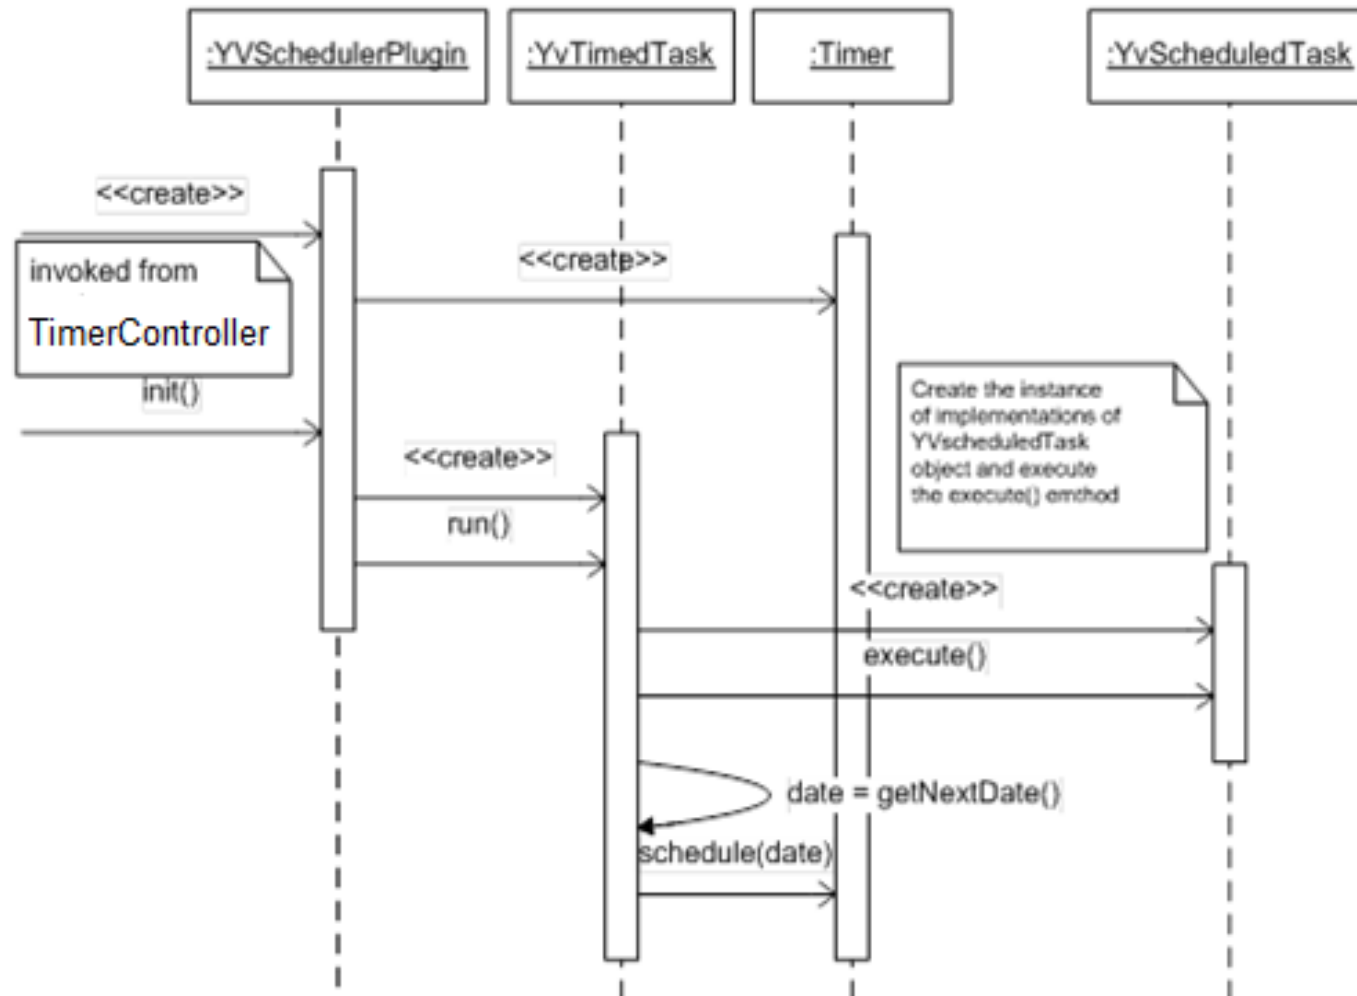 :YVSchedulerPlugin
:YvTimedTask
:Timer
:YvScheduledTask
<<create>>
invoked from
TimerController
<<create>>
init()
Create the instance
of implementations of
YVscheduledTask
object and execute
the execute() emthod
<<create>>
run()
<<create>>
execute()
date = getNextDate()
schedule(date)